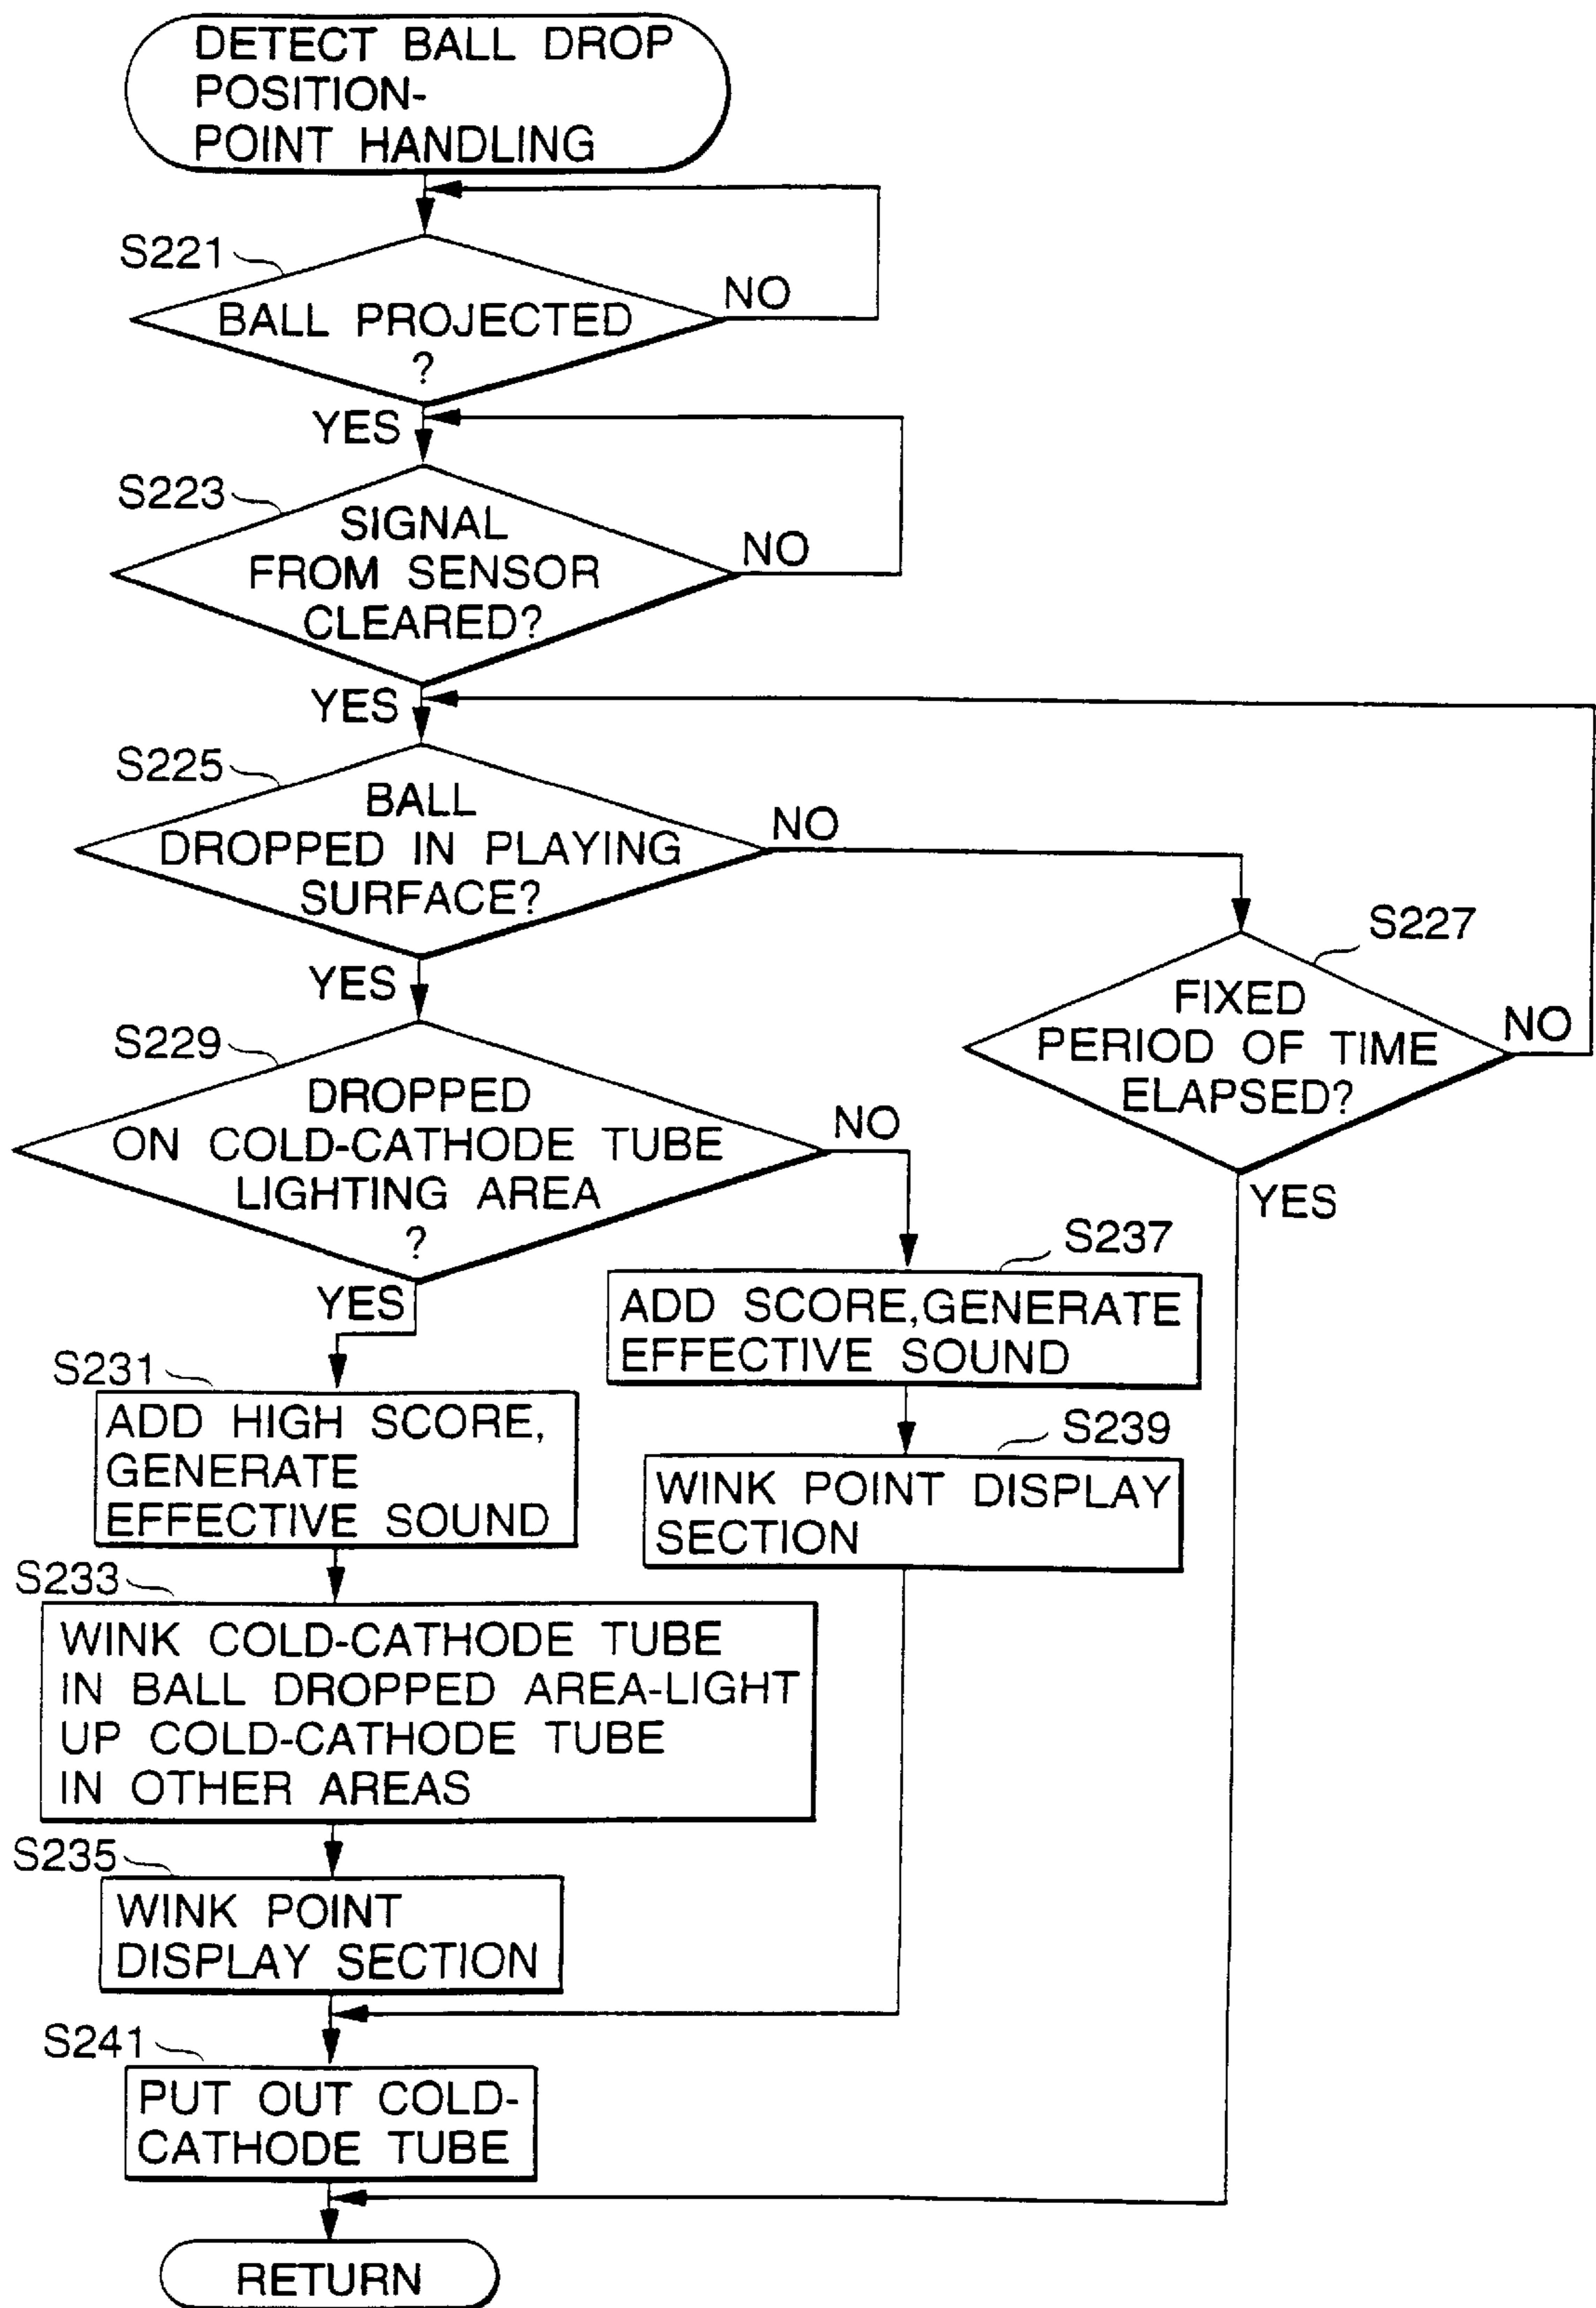 DETECT BALL DROP
POSITION-
POINT HANDLING
S221
BALL PROJECTED
?
NO
YES
S223
SIGNAL
FROM SENSOR
CLEARED?
NO
YES
S225
BALL
DROPPED IN PLAYING
SURFACE?
NO
YES
S227
FIXED
PERIOD OF TIME
ELAPSED?
NO
YES
S229
DROPPED
ON COLD-CATHODE TUBE
LIGHTING AREA
?
NO
YES
S237
ADD SCORE,GENERATE
EFFECTIVE SOUND
S239
WINK POINT DISPLAY
SECTION
S231
ADD HIGH SCORE,
GENERATE
EFFECTIVE SOUND
S233
WINK COLD-CATHODE TUBE
IN BALL DROPPED AREA-LIGHT
UP COLD-CATHODE TUBE
IN OTHER AREAS
S235
WINK POINT
DISPLAY SECTION
S241
PUT OUT COLD-
CATHODE TUBE
RETURN